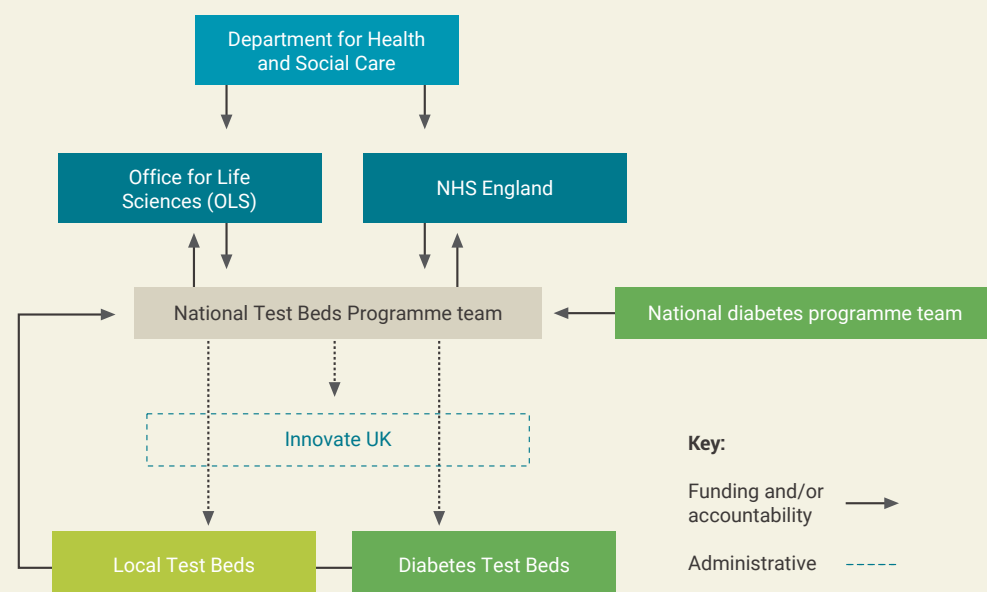 Department for Health
and Social Care
Office for Life
Sciences (OLS)
NHS England
National Test Beds Programme team
National diabetes programme team
Innovate UK
Key:
Funding and/or
accountability
Administrative
Local Test Beds
Diabetes Test Beds